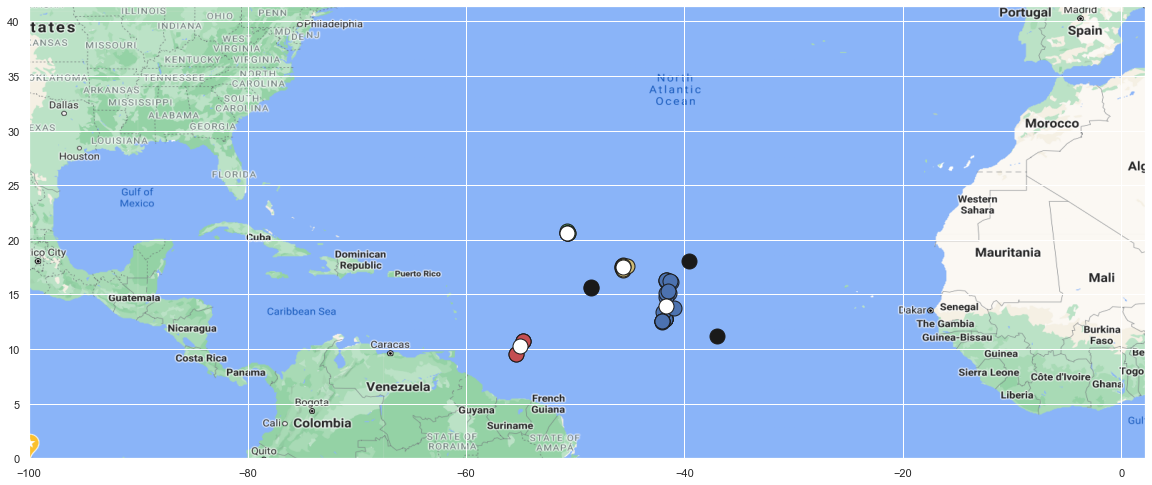 ILLINOIS
OHIO
PENN
Madrid
40
tates
INDIANA
Philadelphia
Portugal
MD
DE
NJ
Spain
KANSAS
MISSOURI
WEST
VIRGINIA
KENTUCKY
VIRGINIA
35
OKLAHOMA
TENNESSEE
NORTH
CAROLINA
North
Atlantic
Ocean
ARKANSAS
Dallas
MISSISSIPPI
SOUTH
CAROLINA
ALABAMA
Morocco
30
EXAS
GEORGIA
LOUISIANA
Houston
Alg
25
FLORIDA
Gulf of
Mexico
Western
Sahara
20
Cuba
ico City
Dominican
Republic
Mauritania
Puerto Rico
Mali
15
Guatemala
Caribbean Sea
Dakar
Senegal
Nicaragua
The Gambia
Guinea-Bissau
Burkina
Faso
10
Caracas
Costa Rica
Guinea
Be
Panama
Venezuela
Sierra Leone
Côte d'Ivoire
Togo
Ghana
Liberia
5
Bogota
French
Guiana
Guyana
Cali
Colombia
Suriname
Gulf
STATE OF
RORAIMA
STATE OF
AMAPÁ
Quito
0
−100
−80
−60
−40
−20
0